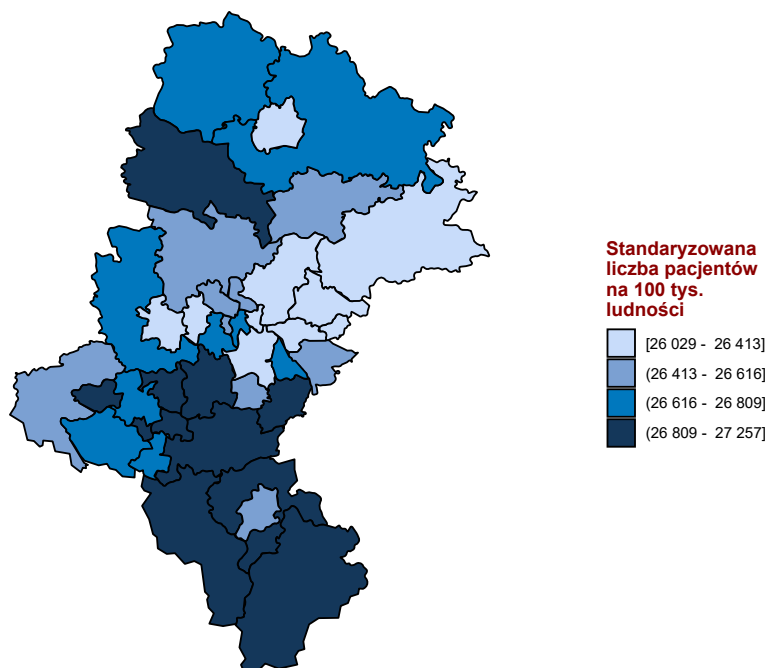 Standaryzowana
liczba pacjentów
na 100 tys.
ludności
[26 029 - 26 413]
(26 413 - 26 616]
(26 616 - 26 809]
(26 809 - 27 257]